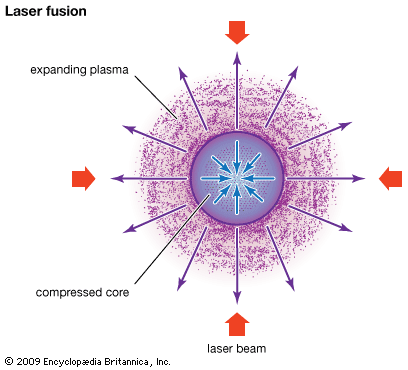 Laser fusion
expanding plasma
compressed core
laser beam
© 2009 Encyclopædia Britannica, Inc.